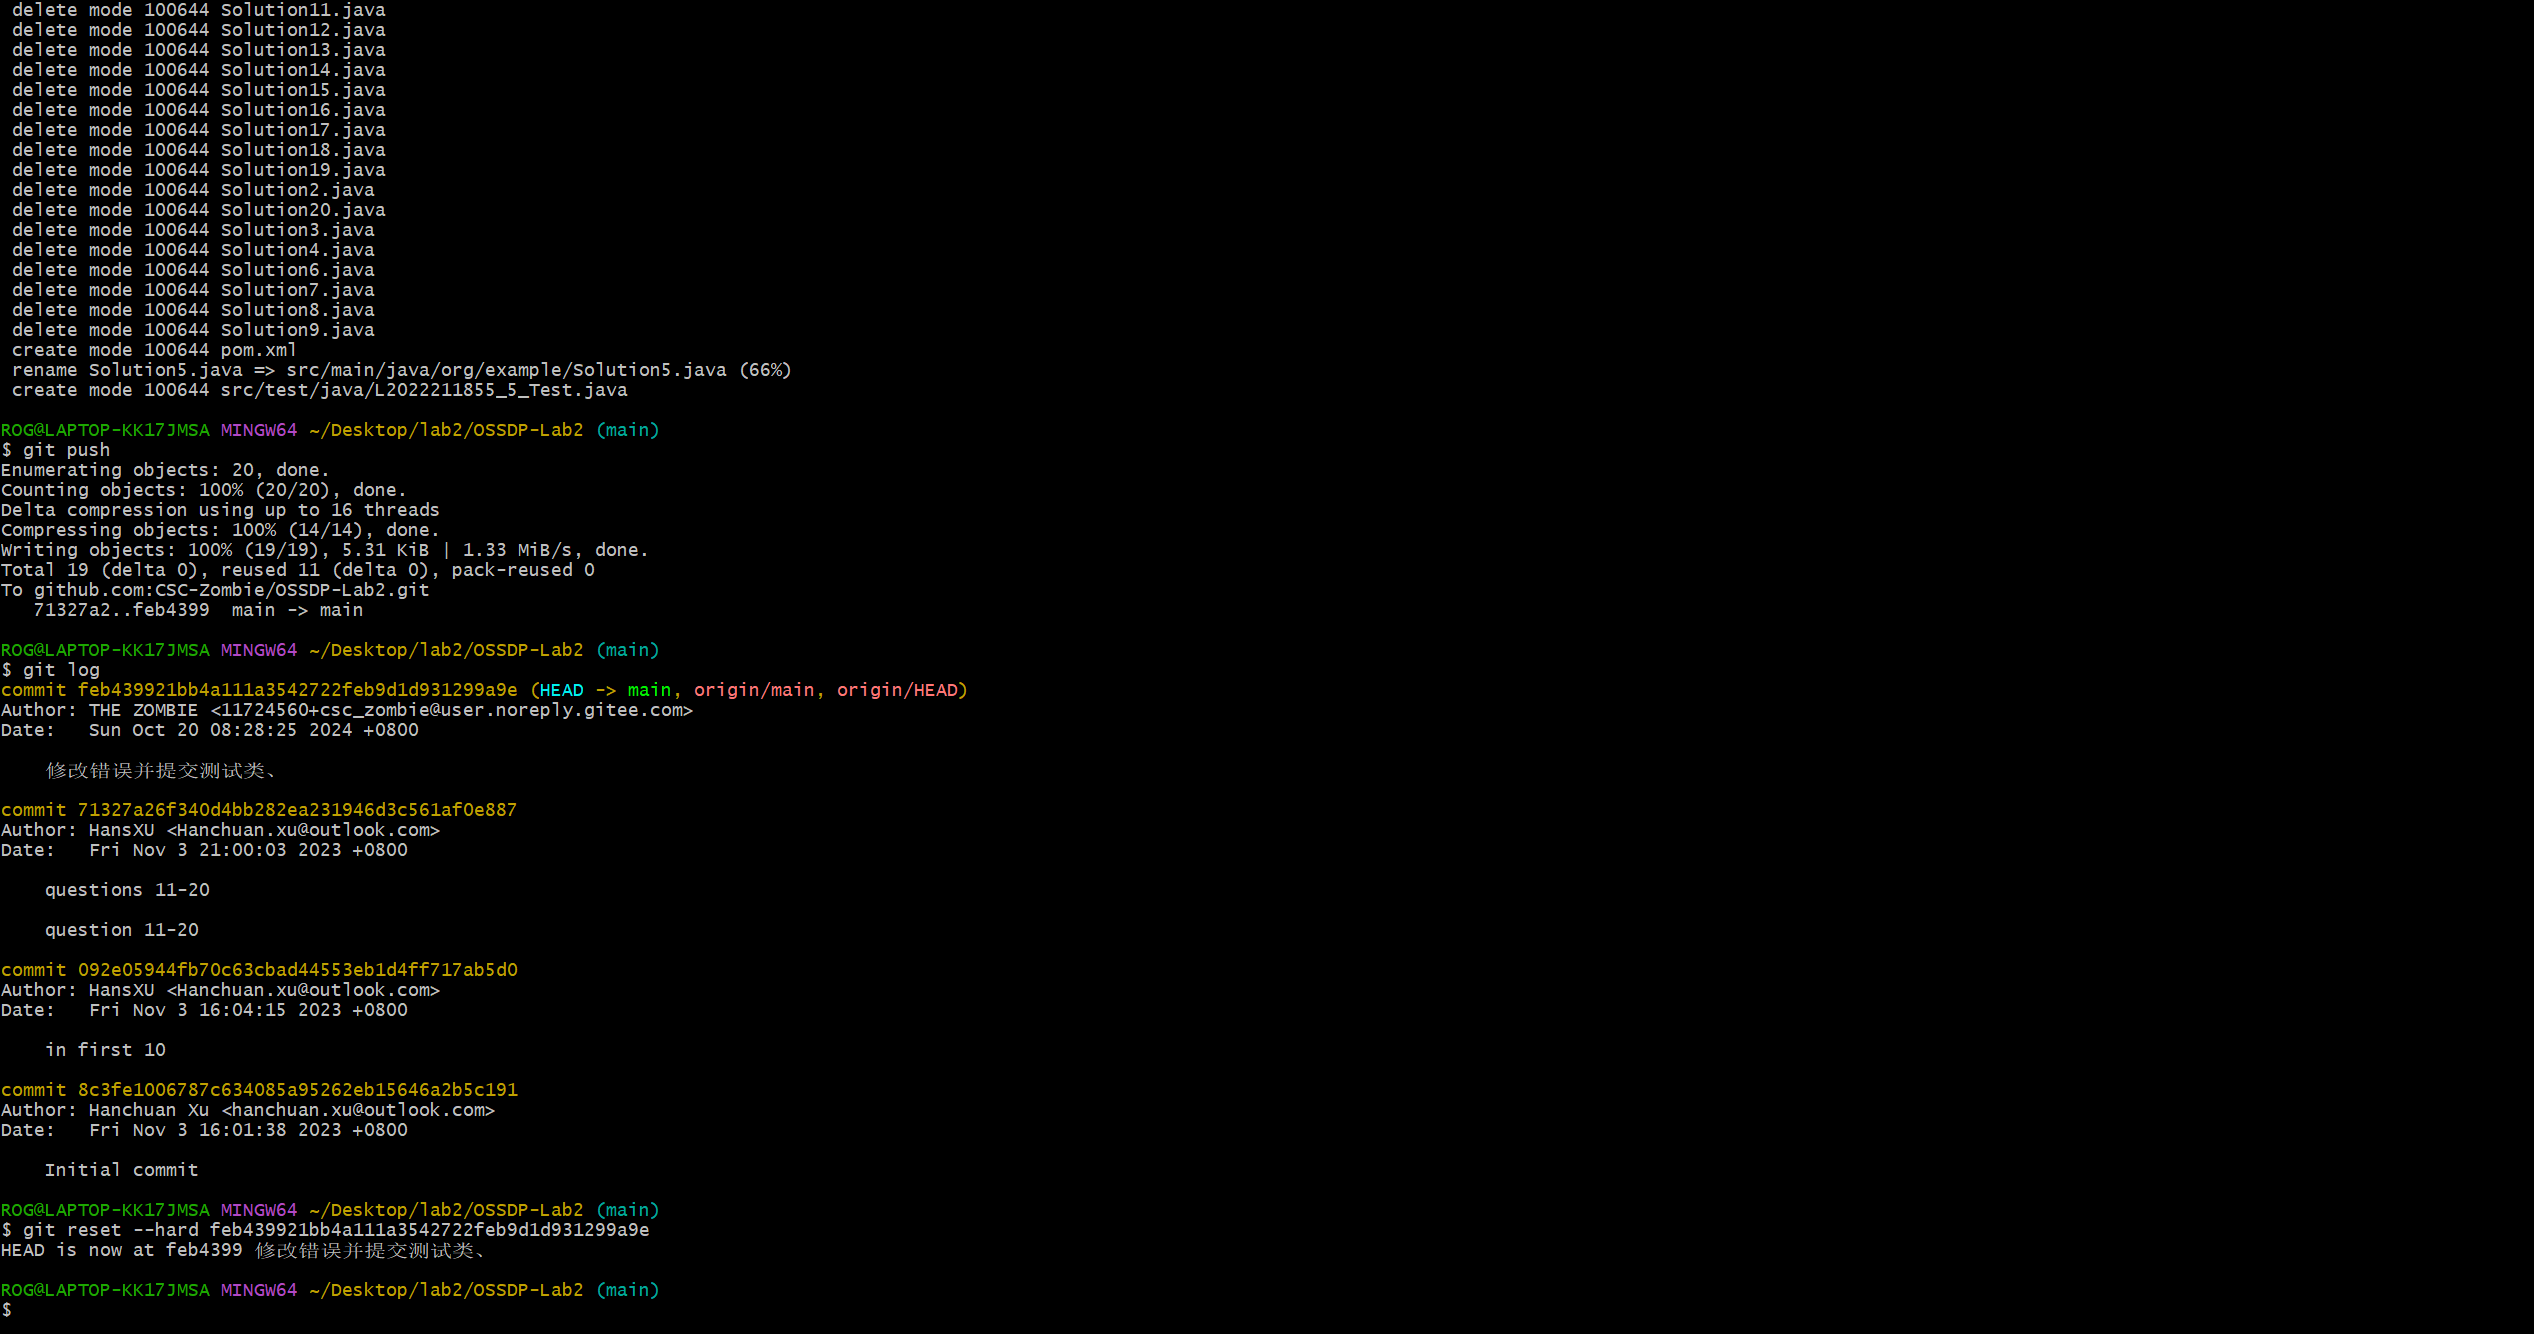 delete mode 100644 Solution11.java
delete mode 100644 Solution12.java
delete mode 100644 Solution13.java
delete mode 100644 Solution14.java
delete mode 100644 Solution15.java
delete mode 100644 Solution16.java
delete mode 100644 Solution17.java
delete mode 100644 Solution18.java
delete mode 100644 Solution19.java
delete mode 100644 Solution2.java
delete mode 100644 Solution20.java
delete mode 100644 Solution3.java
delete mode 100644 Solution4.java
delete mode 100644 Solution6.java
delete mode 100644 Solution7.java
delete mode 100644 Solution8.java
delete mode 100644 Solution9.java
create mode 100644 pom.xml
rename Solution5.java => src/main/java/org/example/Solution5.java (66%)
create mode 100644 src/test/java/L2022211855_5_Test.java
ROG@LAPTOP-KK17JMSA MINGW64 ~/Desktop/lab2/OSSDP-Lab2 (main)
$ git push
Enumerating objects: 20, done.
Counting objects: 100% (20/20), done.
Delta compression using up to 16 threads
Compressing objects: 100% (14/14), done.
Writing objects: 100% (19/19), 5.31 KiB | 1.33 MiB/s, done.
Total 19 (delta 0), reused 11 (delta 0), pack-reused 0
To github.com:CSC-Zombie/OSSDP-Lab2.git
71327a2..feb4399  main -> main
ROG@LAPTOP-KK17JMSA MINGW64 ~/Desktop/lab2/OSSDP-Lab2 (main)
$ git log
commit feb439921bb4a111a3542722feb9d1d931299a9e (HEAD -> main, origin/main, origin/HEAD)
Author: THE ZOMBIE <11724560+csc_zombie@user.noreply.gitee.com>
Date:   Sun Oct 20 08:28:25 2024 +0800
修改错误并提交测试类、
commit 71327a26f340d4bb282ea231946d3c561af0e887
Author: HansXU <Hanchuan.xu@outlook.com>
Date:   Fri Nov 3 21:00:03 2023 +0800
questions 11-20
question 11-20
commit 092e05944fb70c63cbad44553eb1d4ff717ab5d0
Author: HansXU <Hanchuan.xu@outlook.com>
Date:   Fri Nov 3 16:04:15 2023 +0800
in first 10
commit 8c3fe1006787c634085a95262eb15646a2b5c191
Author: Hanchuan Xu <hanchuan.xu@outlook.com>
Date:   Fri Nov 3 16:01:38 2023 +0800
Initial commit
ROG@LAPTOP-KK17JMSA MINGW64 ~/Desktop/lab2/OSSDP-Lab2 (main)
$ git reset --hard feb439921bb4a111a3542722feb9d1d931299a9e
HEAD is now at feb4399 修改错误并提交测试类、
ROG@LAPTOP-KK17JMSA MINGW64 ~/Desktop/lab2/OSSDP-Lab2 (main)
$